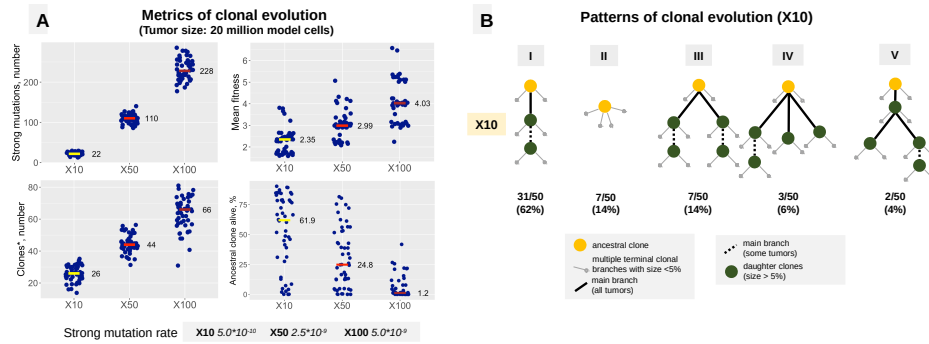 A
Metrics of clonal evolution
(Tumor size: 20 million model cells)
Strong mutations, number
200
100
0
22
110
228
X10
X50
X100
Mean fitness
6
5
4
3
2
2.35
2.99
4.03
X10
X50
X100
Clones*, number
80
60
40
20
26
44
66
X10
X50
X100
Ancestral clone alive, %
75
50
25
0
61.9
24.8
1.2
X10
X50
X100
Strong mutation rate
X10 5.0*10-10 X50 2.5*10-9 X100 5.0*10-9
B
Patterns of clonal evolution (X10)
I II III IV V
X10
31/50
(62%)
7/50
(14%)
7/50
(14%)
3/50
(6%)
2/50
(4%)
ancestral clone
multiple terminal clonal
branches with size <5%
main branch
(all tumors)
main branch
(some tumors)
daughter clones
(size > 5%)